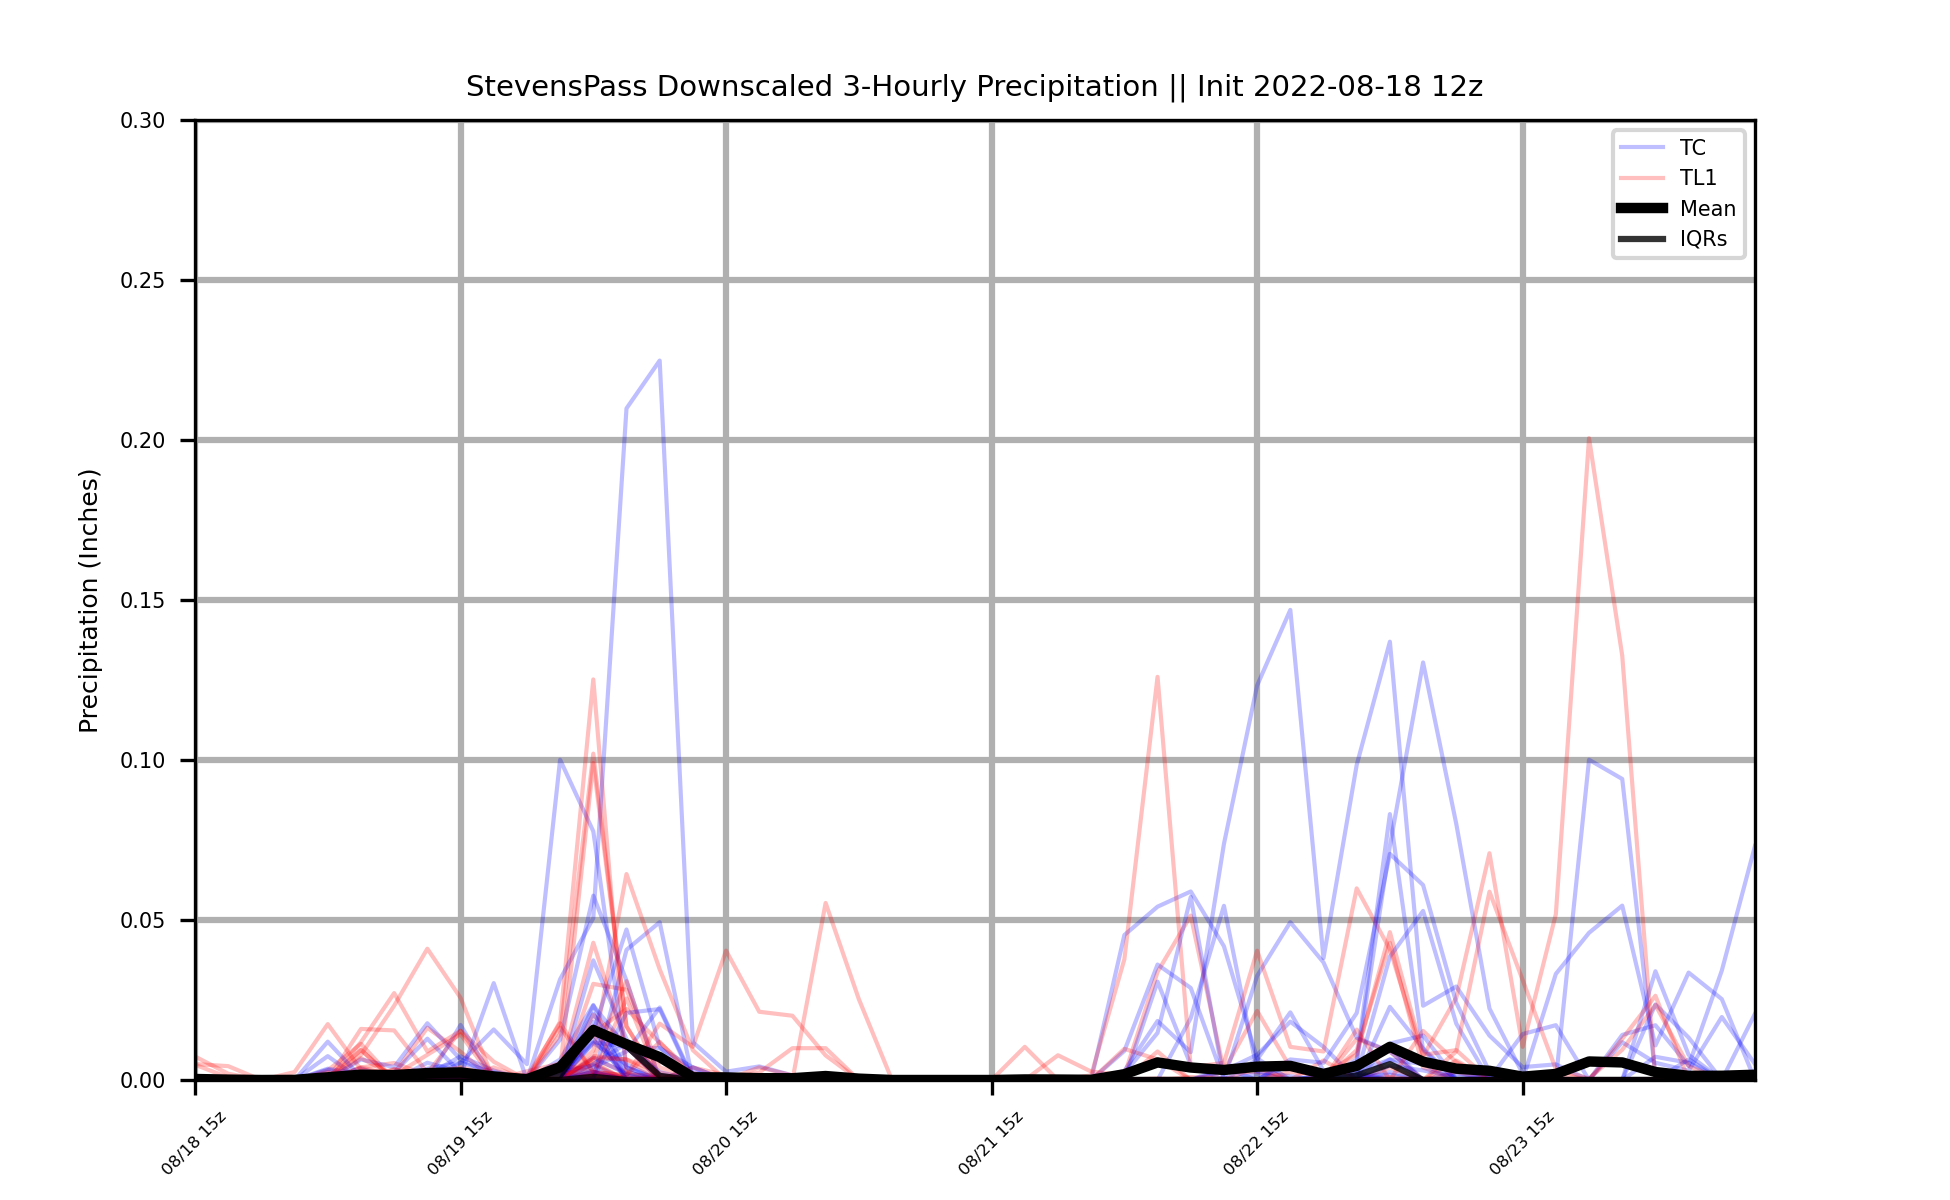 StevensPass Downscaled 3-Hourly Precipitation || Init 2022-08-18 12z
0.30
0.25
0.20
0.15
0.10
0.05
0.00
Precipitation (Inches)
TC
TL1
Mean
IQRs
08/18 15z
08/19 15z
08/20 15z
08/21 15z
08/22 15z
08/23 15z